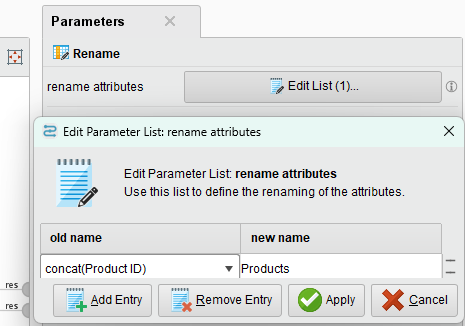 Parameters
Rename
rename attributes
Edit List (1)...
Edit Parameter List: rename attributes
Edit Parameter List: rename attributes
Use this list to define the renaming of the attributes.
old name new name
concat(Product ID) Products
res
Add Entry Remove Entry Apply Cancel
res